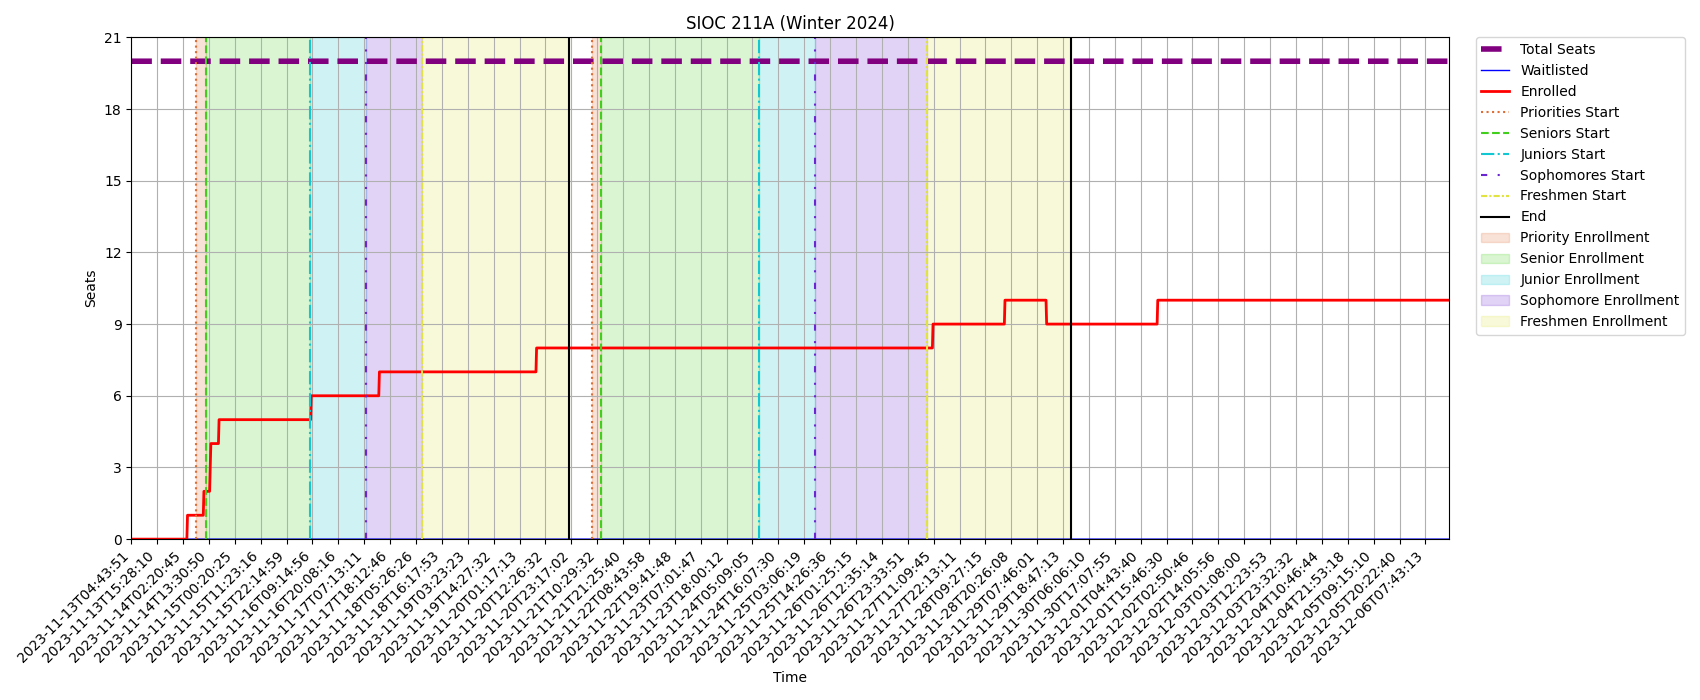 SIOC 211A (Winter 2024)
21
18
15
12
9
6
3
0
Seats
2023-11-13T04:43:51
2023-11-13T15:28:10
2023-11-14T02:20:45
2023-11-14T13:30:50
2023-11-15T00:20:25
2023-11-15T11:23:16
2023-11-15T22:14:59
2023-11-16T09:14:56
2023-11-16T20:08:16
2023-11-17T07:13:11
2023-11-17T18:12:46
2023-11-18T05:26:26
2023-11-18T16:17:53
2023-11-19T03:23:23
2023-11-19T14:27:32
2023-11-20T01:17:13
2023-11-20T12:26:32
2023-11-20T23:17:02
2023-11-21T10:29:32
2023-11-21T21:25:40
2023-11-22T08:43:58
2023-11-22T19:41:48
2023-11-23T07:01:47
2023-11-23T18:00:12
2023-11-24T05:09:05
2023-11-24T16:07:30
2023-11-25T03:06:19
2023-11-25T14:26:36
2023-11-26T01:25:15
2023-11-26T12:35:14
2023-11-26T23:33:51
2023-11-27T11:09:45
2023-11-27T22:13:11
2023-11-28T09:27:15
2023-11-28T20:26:08
2023-11-29T07:46:01
2023-11-29T18:47:13
2023-11-30T06:06:10
2023-11-30T17:07:55
2023-12-01T04:43:40
2023-12-01T15:46:30
2023-12-02T02:50:46
2023-12-02T14:05:56
2023-12-03T01:08:00
2023-12-03T12:23:53
2023-12-03T23:32:32
2023-12-04T10:46:44
2023-12-04T21:53:18
2023-12-05T09:15:10
2023-12-05T20:22:40
2023-12-06T07:43:13
Time
Total Seats
Waitlisted
Enrolled
Priorities Start
Seniors Start
Juniors Start
Sophomores Start
Freshmen Start
End
Priority Enrollment
Senior Enrollment
Junior Enrollment
Sophomore Enrollment
Freshmen Enrollment